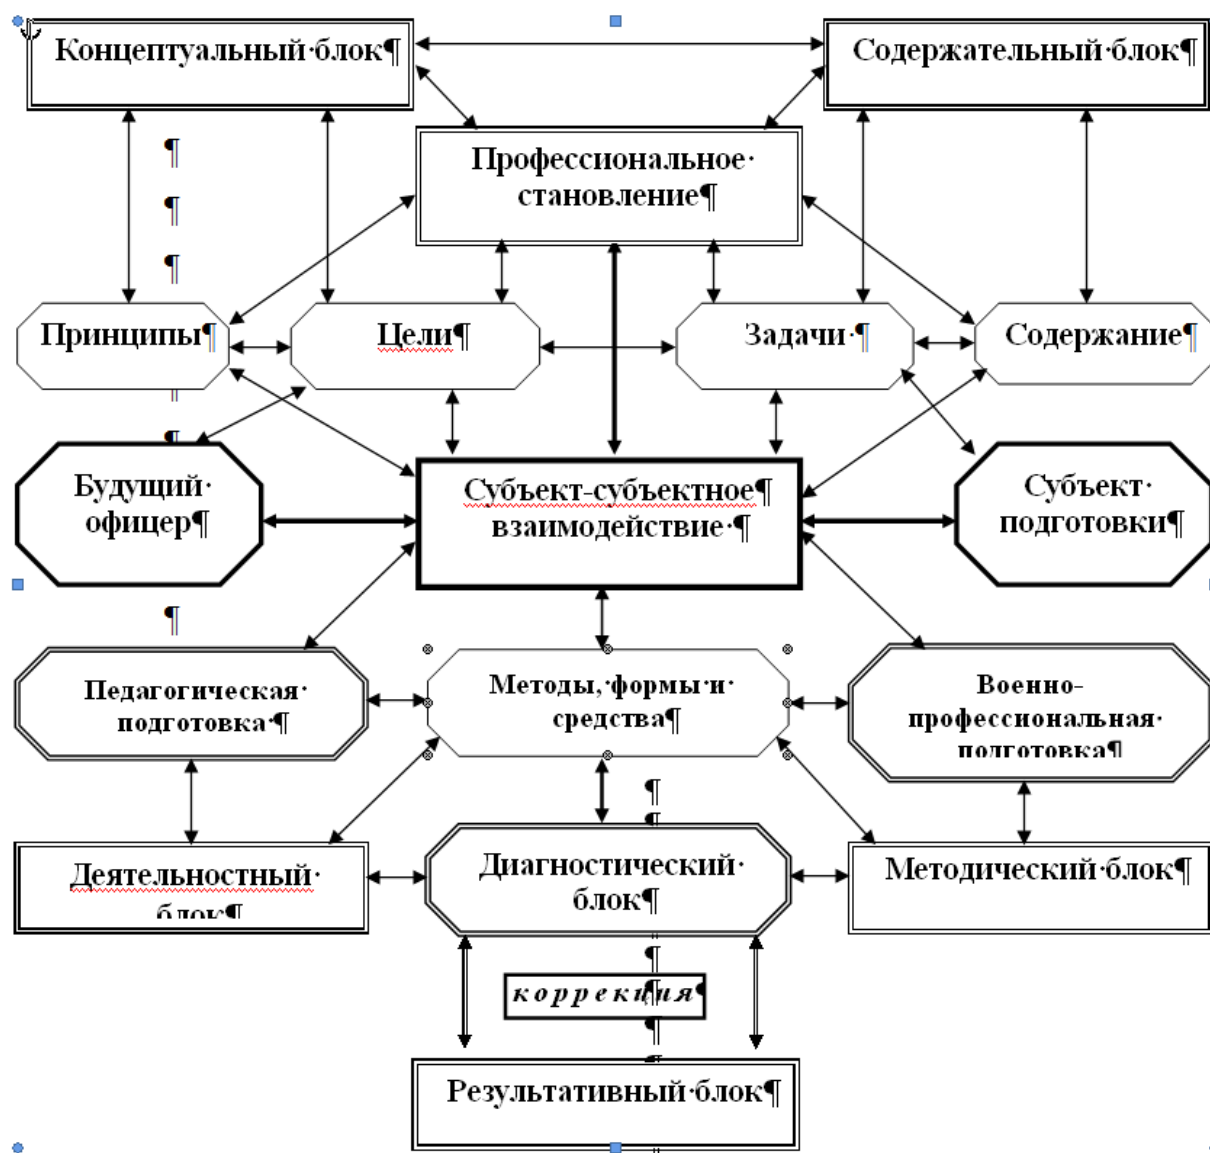 Концептуальный·блок¶
Содержательный·блок¶
Профессиональное·
становление¶
¶
¶
¶
Принципы¶
Цели¶
Задачи·¶
Содержание¶
Будущий·
офицер¶
Субъект-субъектное¶
взаимодействие·¶
Субъект·
подготовки¶
¶
Педагогическая·
подготовка·¶
Методы,·формы·и·
средства¶
Военно-
профессиональная·
подготовка¶
¶
¶
Деятельностный·
блок¶
Диагностический·
блок¶
Методический·блок¶
¶
коррекция¶
¶
Результативный·блок¶